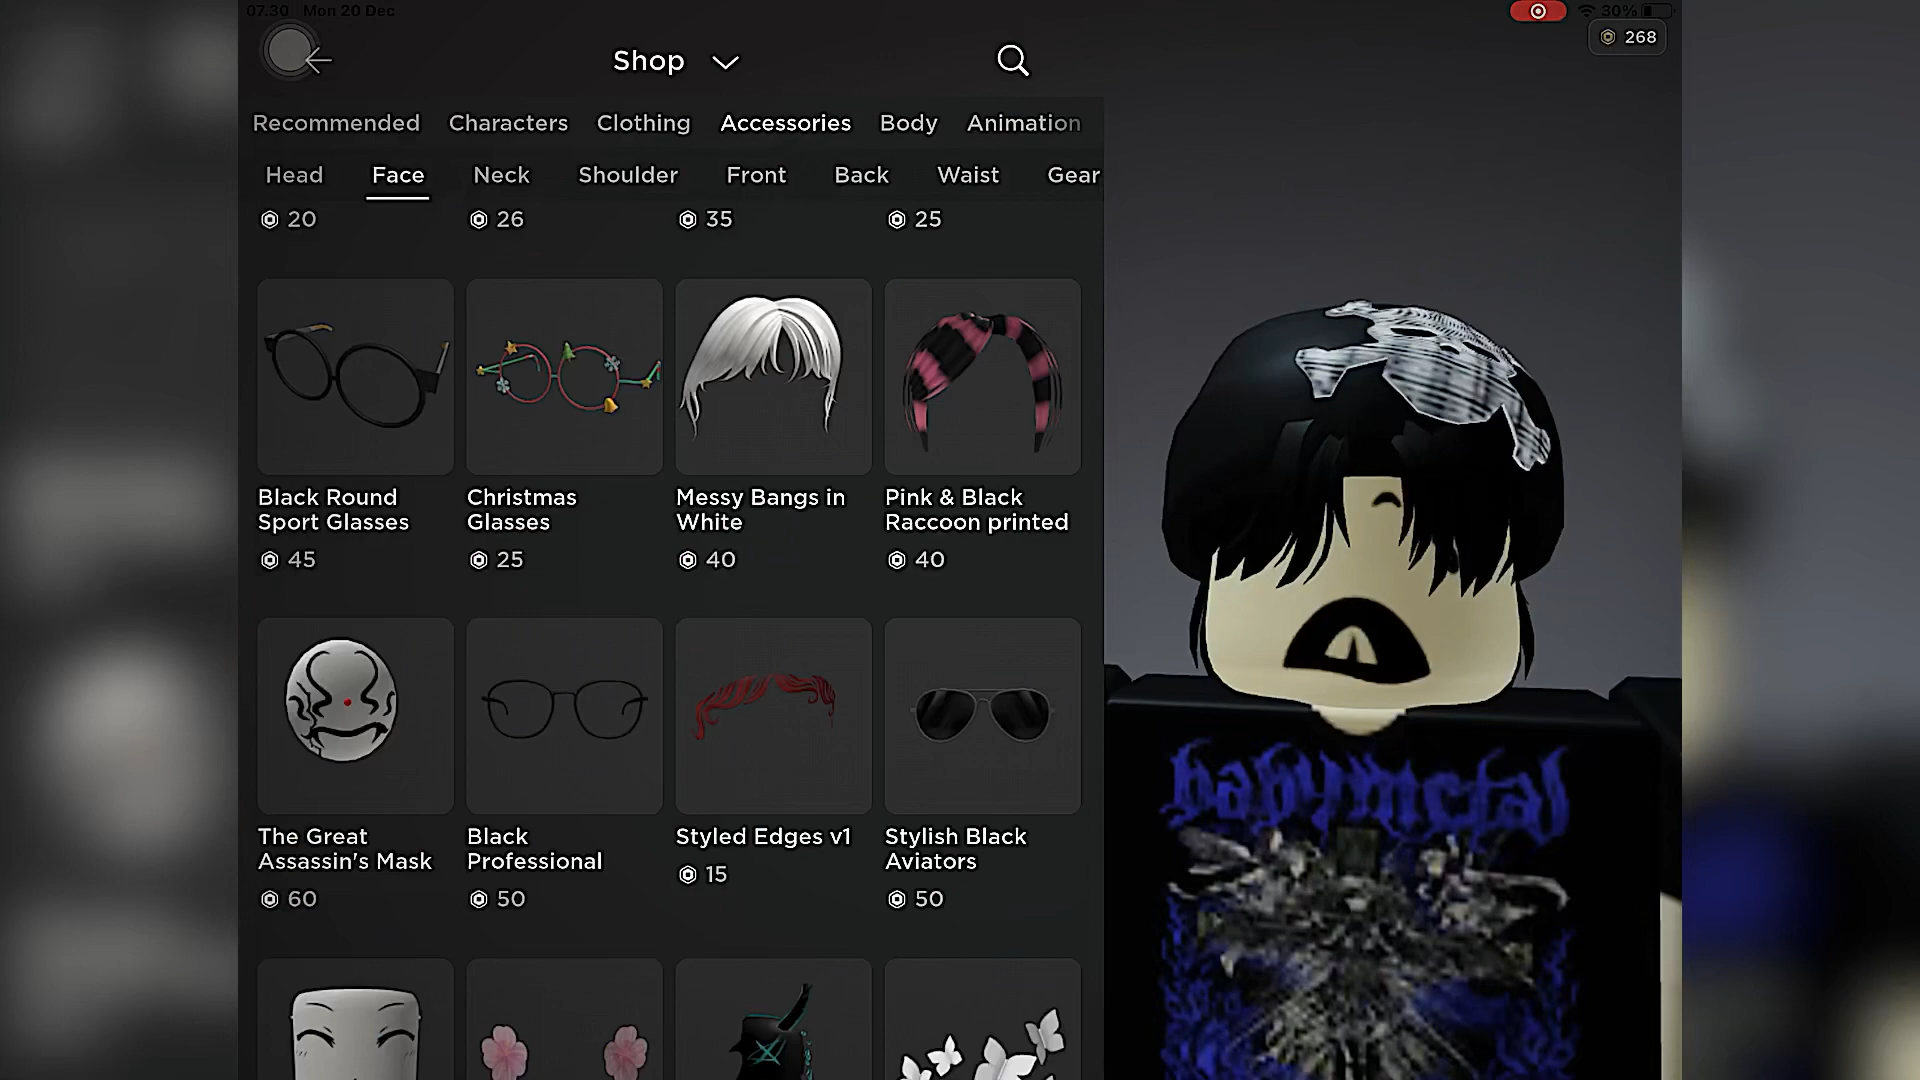 07.30 Mon 20 Dec
30%
268
Shop
Recommended Characters Clothing Accessories Body Animation
Head Face Neck Shoulder Front Back Waist Gear
20 26 35 25
Black Round
Sport Glasses
45
Christmas
Glasses
25
Messy Bangs in
White
40
Pink & Black
Raccoon printed
40
The Great
Assassin's Mask
60
Black
Professional
50
Styled Edges v1
15
Stylish Black
Aviators
50
babymetal